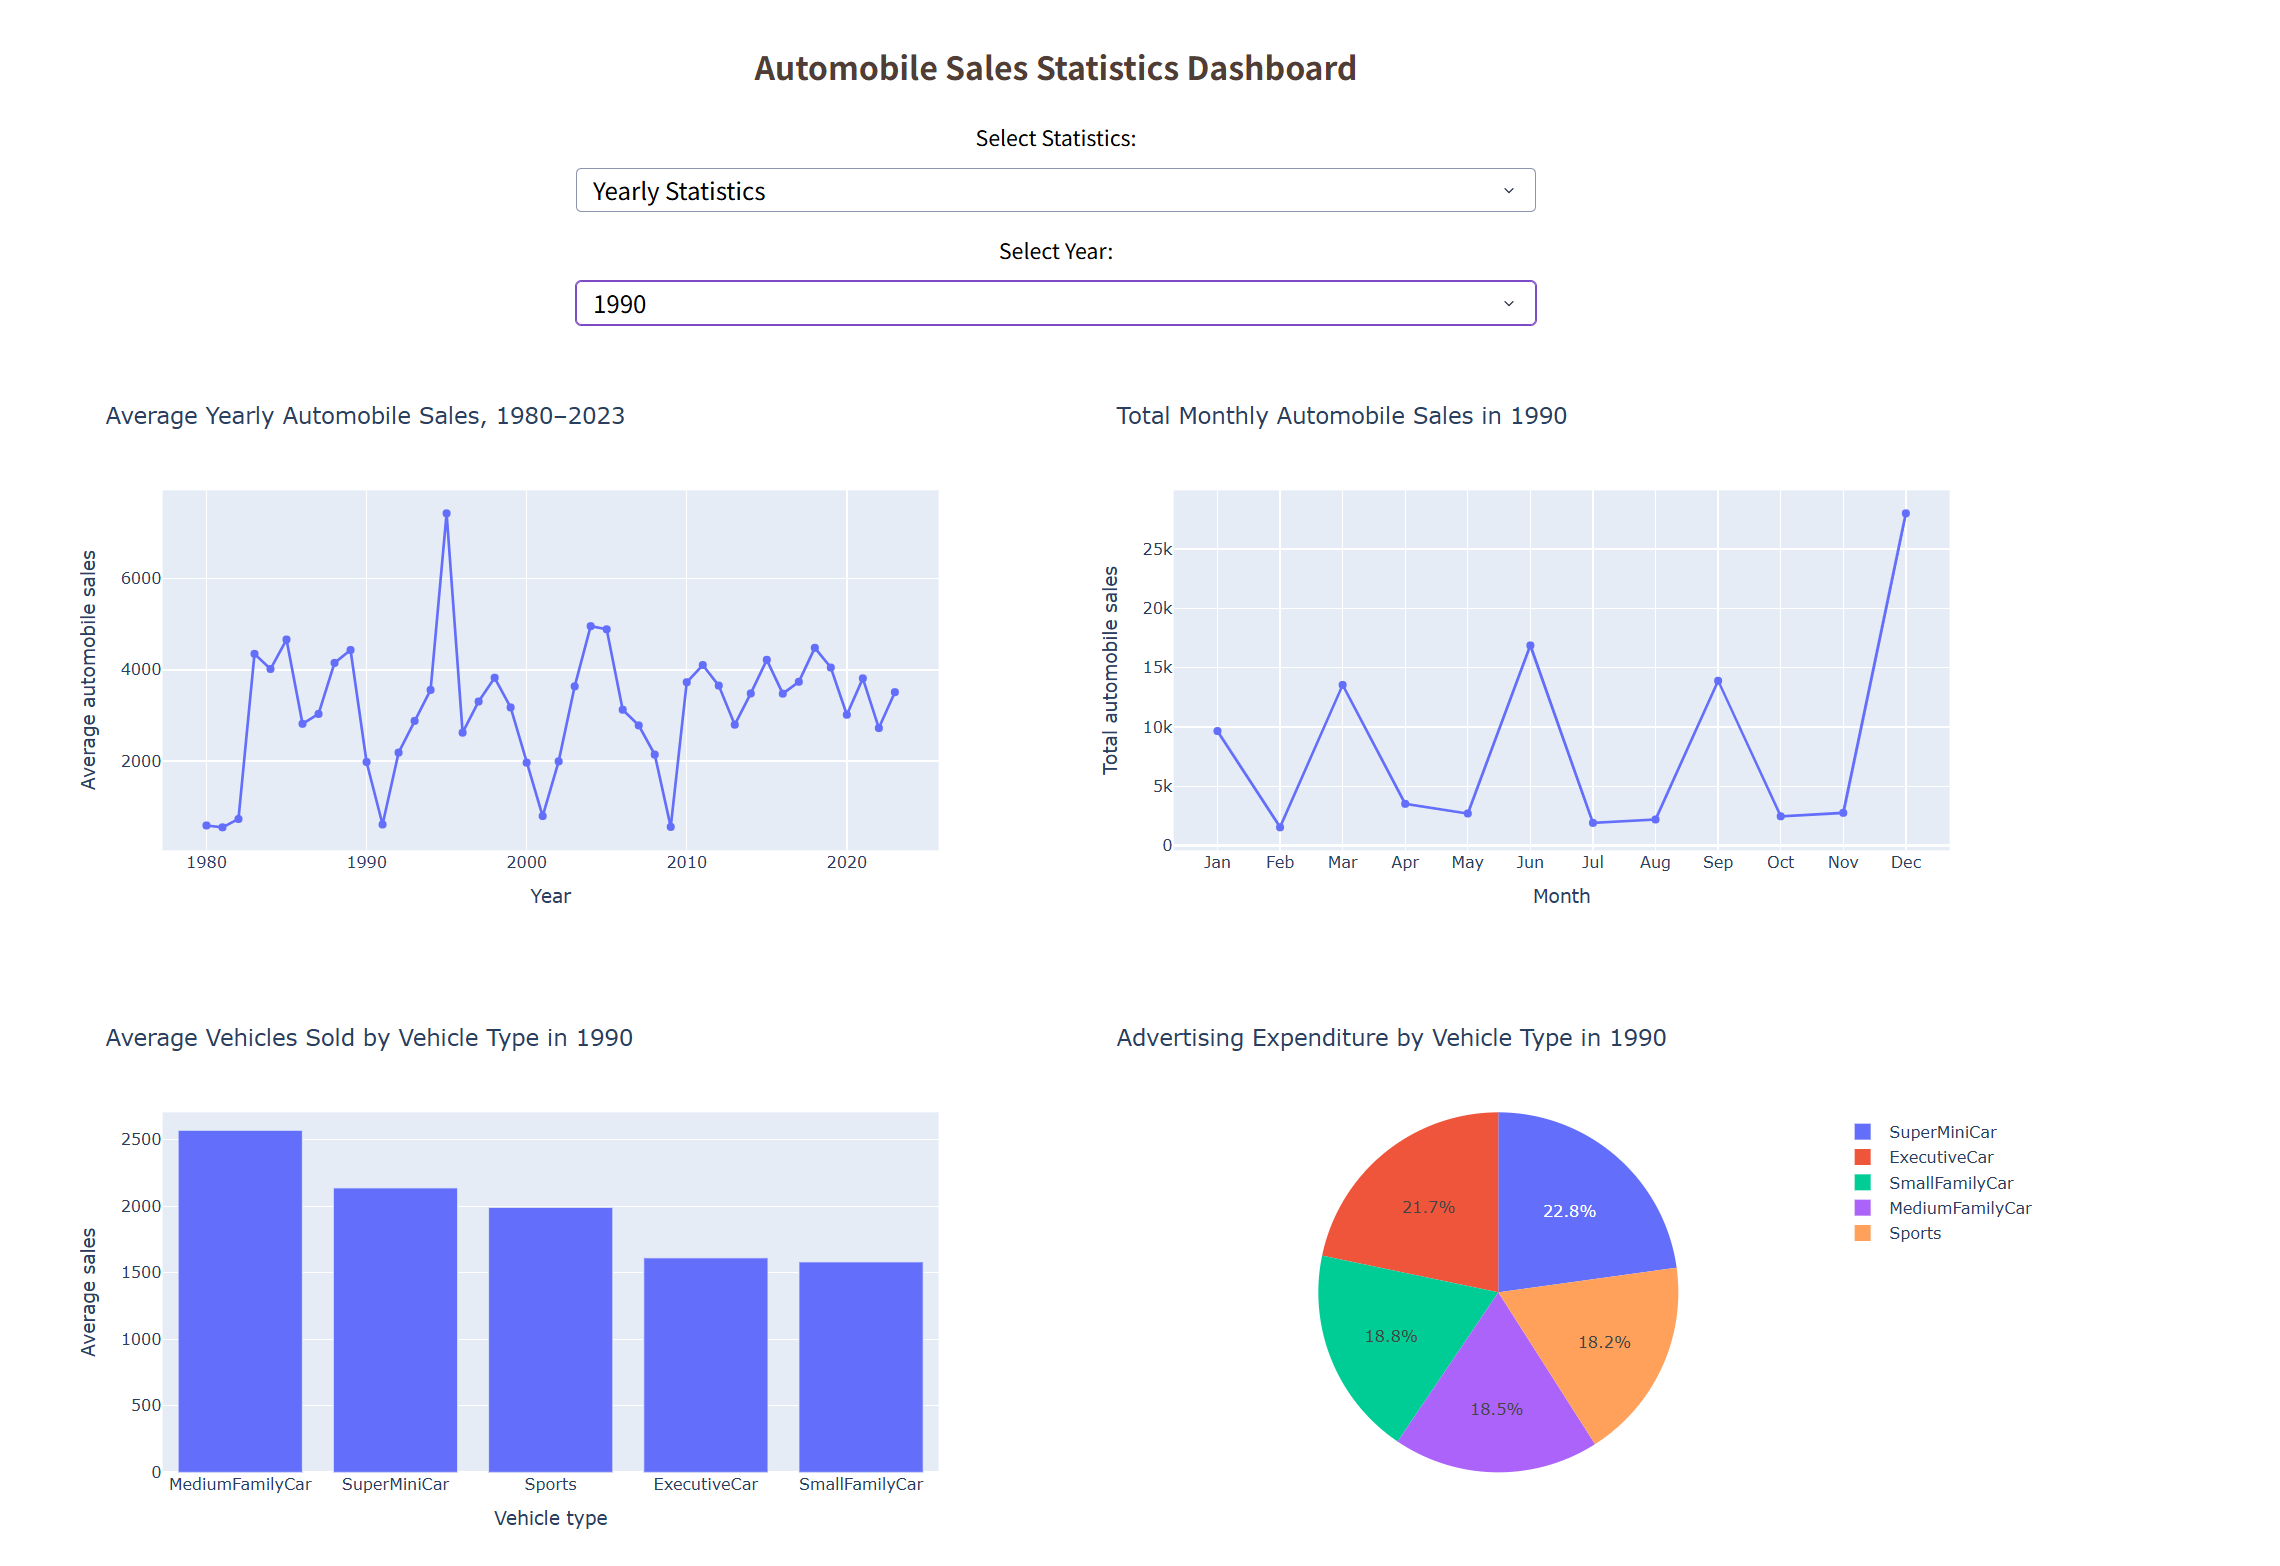 Automobile Sales Statistics Dashboard
Select Statistics:
Yearly Statistics
Select Year:
1990
Average Yearly Automobile Sales, 1980–2023
Average automobile sales
6000
4000
2000
1980 1990 2000 2010 2020
Year
Total Monthly Automobile Sales in 1990
Total automobile sales
25k
20k
15k
10k
5k
0
Jan Feb Mar Apr May Jun Jul Aug Sep Oct Nov Dec
Month
Average Vehicles Sold by Vehicle Type in 1990
Average sales
2500
2000
1500
1000
500
0
MediumFamilyCar SuperMiniCar Sports ExecutiveCar SmallFamilyCar
Vehicle type
Advertising Expenditure by Vehicle Type in 1990
21.7%
22.8%
18.8%
18.2%
18.5%
SuperMiniCar
ExecutiveCar
SmallFamilyCar
MediumFamilyCar
Sports